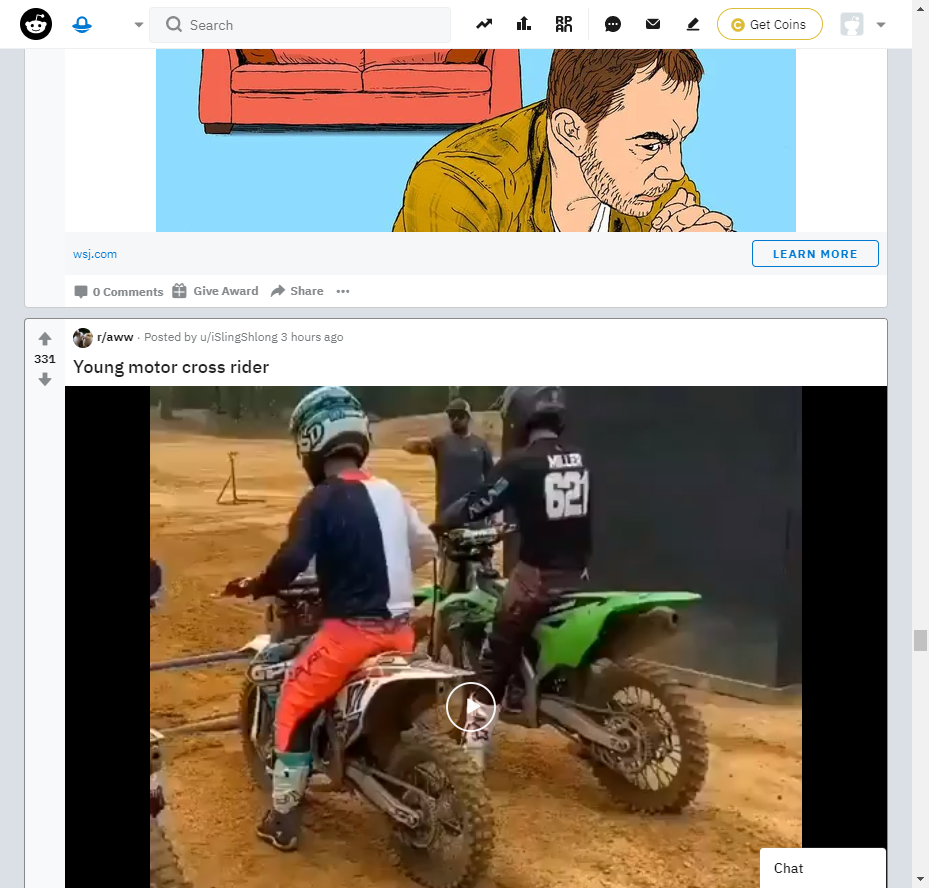 Search
RPAN
Get Coins
wsj.com
LEARN MORE
0 Comments
Give Award
Share
r/aww · Posted by u/iSlingShlong 3 hours ago
331
Young motor cross rider
MILLER
621
Chat